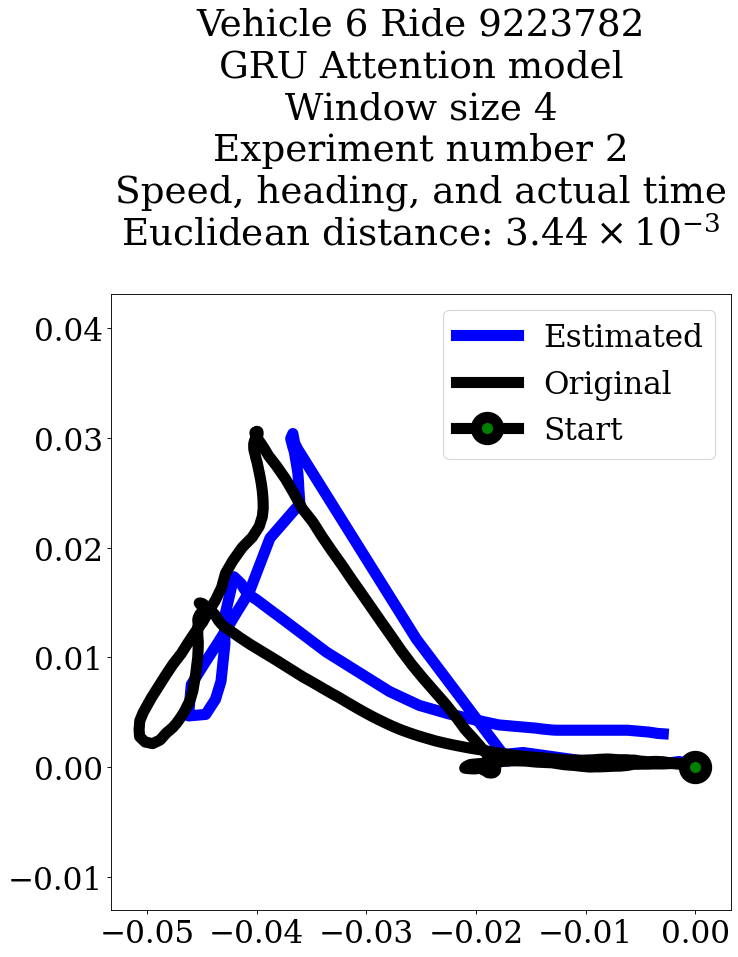 Vehicle 6 Ride 9223782
GRU Attention model
Window size 4
Experiment number 2
Speed, heading, and actual time
Euclidean distance: 3.44 × 10⁻³
Estimated
Original
Start
0.04
0.03
0.02
0.01
0.00
−0.01
−0.05 −0.04 −0.03 −0.02 −0.01 0.00